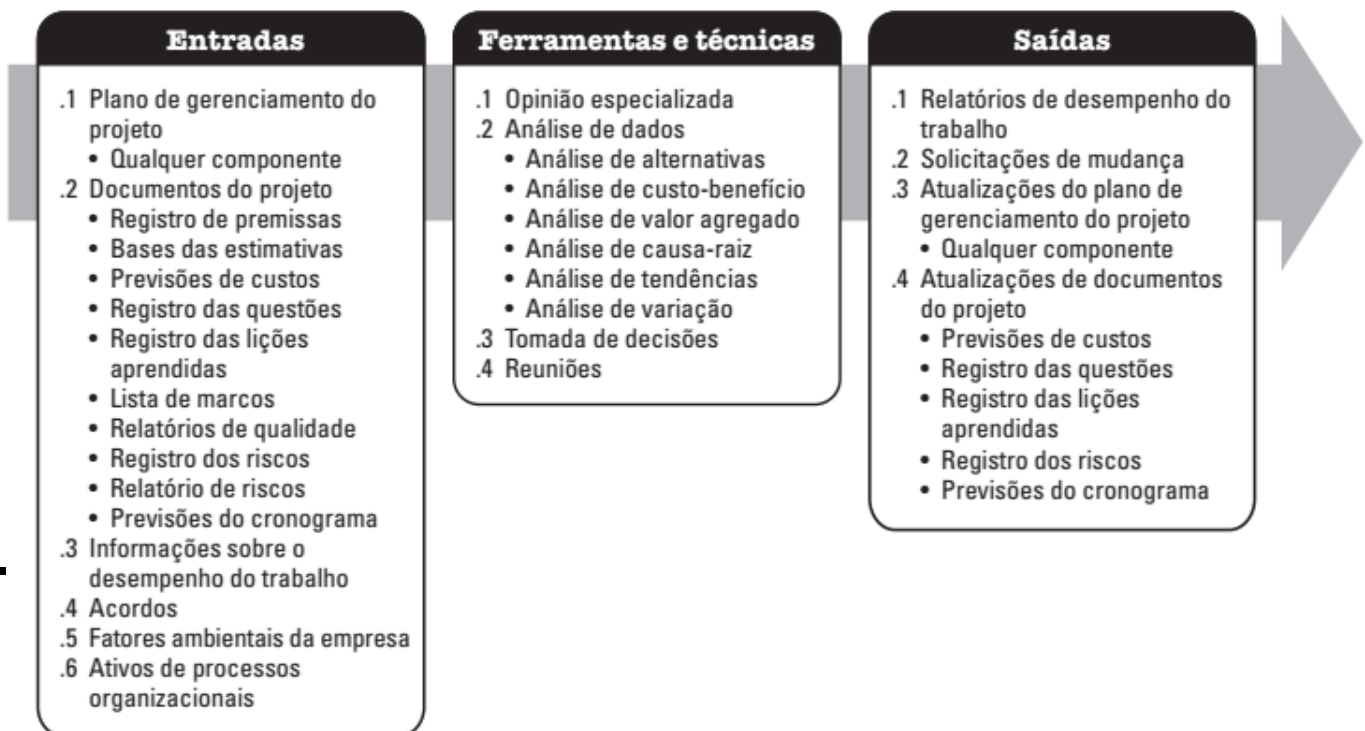 Entradas
.1 Plano de gerenciamento do
projeto
• Qualquer componente
.2 Documentos do projeto
• Registro de premissas
• Bases das estimativas
• Previsões de custos
• Registro das questões
• Registro das lições
aprendidas
• Lista de marcos
• Relatórios de qualidade
• Registro dos riscos
• Relatório de riscos
• Previsões do cronograma
.3 Informações sobre o
desempenho do trabalho
.4 Acordos
.5 Fatores ambientais da empresa
.6 Ativos de processos
organizacionais
Ferramentas e técnicas
.1 Opinião especializada
.2 Análise de dados
• Análise de alternativas
• Análise de custo-benefício
• Análise de valor agregado
• Análise de causa-raiz
• Análise de tendências
• Análise de variação
.3 Tomada de decisões
.4 Reuniões
Saídas
.1 Relatórios de desempenho do
trabalho
.2 Solicitações de mudança
.3 Atualizações do plano de
gerenciamento do projeto
• Qualquer componente
.4 Atualizações de documentos
do projeto
• Previsões de custos
• Registro das questões
• Registro das lições
aprendidas
• Registro dos riscos
• Previsões do cronograma